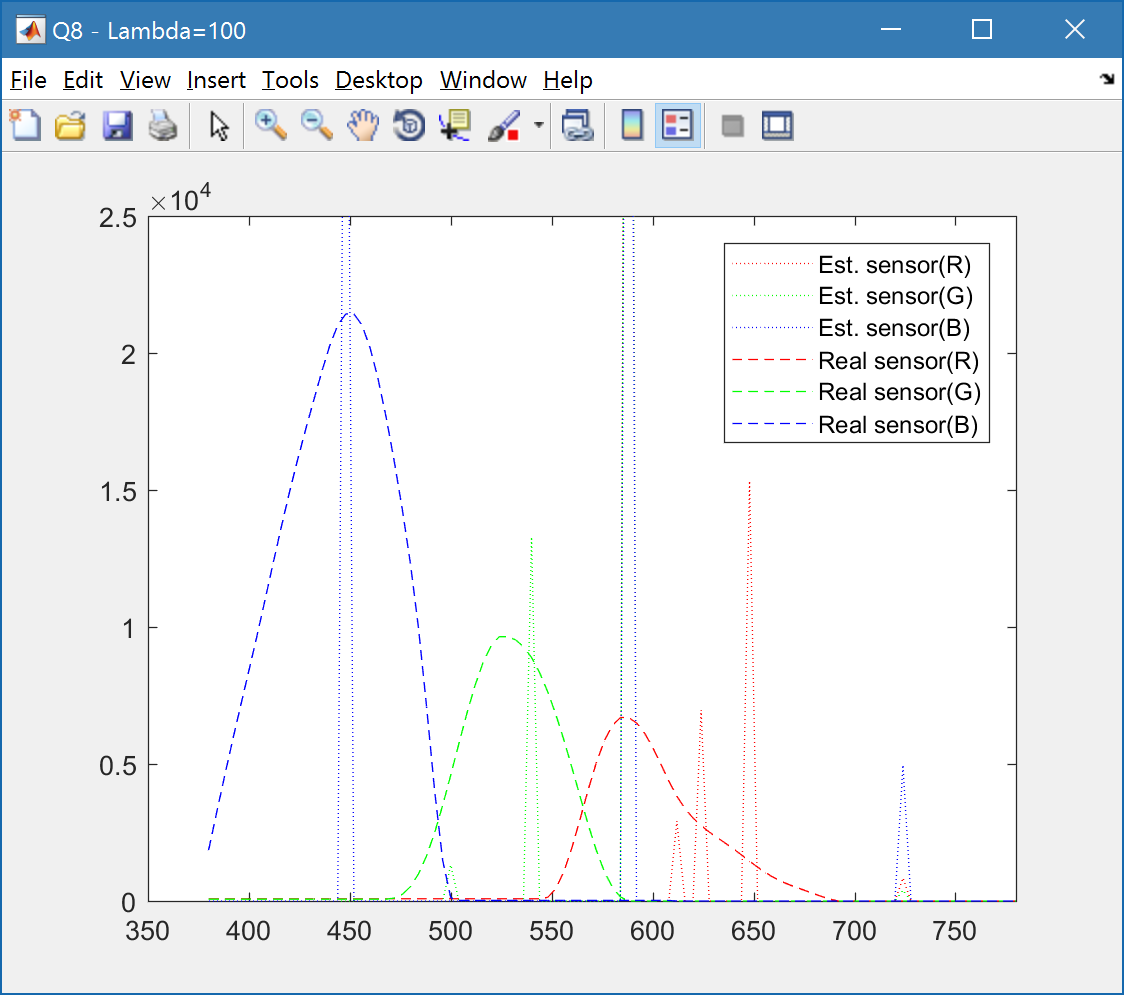 Q8 - Lambda=100
File Edit View Insert Tools Desktop Window Help
×10^4
2.5
2
1.5
1
0.5
0
350 400 450 500 550 600 650 700 750
Est. sensor(R)
Est. sensor(G)
Est. sensor(B)
Real sensor(R)
Real sensor(G)
Real sensor(B)